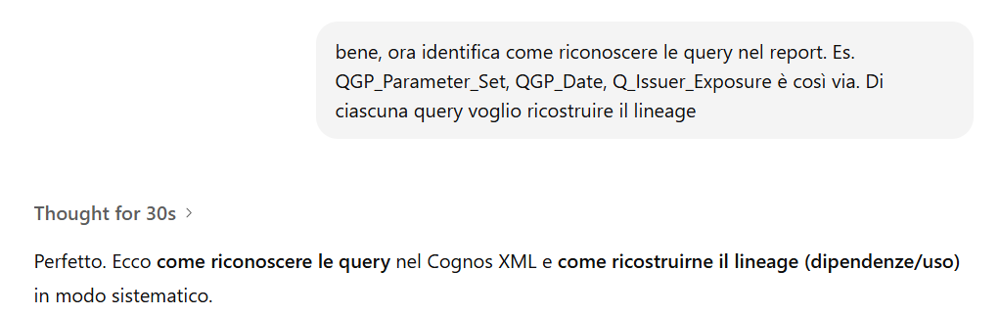 bene, ora identifica come riconoscere le query nel report. Es.
QGP_Parameter_Set, QGP_Date, Q_Issuer_Exposure è così via. Di
ciascuna query voglio ricostruire il lineage
Thought for 30s >
Perfetto. Ecco come riconoscere le query nel Cognos XML e come ricostruirne il lineage (dipendenze/uso)
in modo sistematico.